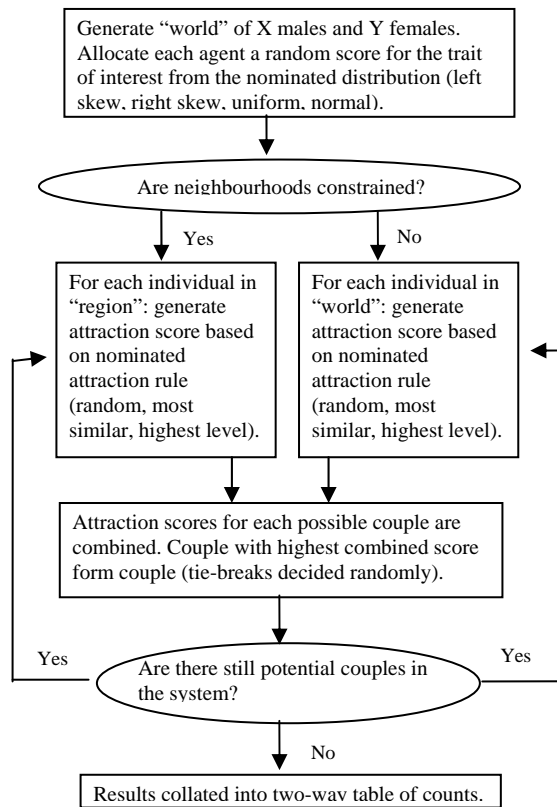 Generate “world” of X males and Y females.
Allocate each agent a random score for the trait
of interest from the nominated distribution (left
skew, right skew, uniform, normal).
Are neighbourhoods constrained?
Yes
No
For each individual in
“region”: generate
attraction score based
on nominated
attraction rule
(random, most
similar, highest level).
For each individual in
“world”: generate
attraction score based
on nominated
attraction rule
(random, most
similar, highest level).
Attraction scores for each possible couple are
combined. Couple with highest combined score
form couple (tie-breaks decided randomly).
Yes
Are there still potential couples in
the system?
Yes
No
Results collated into two-way table of counts.